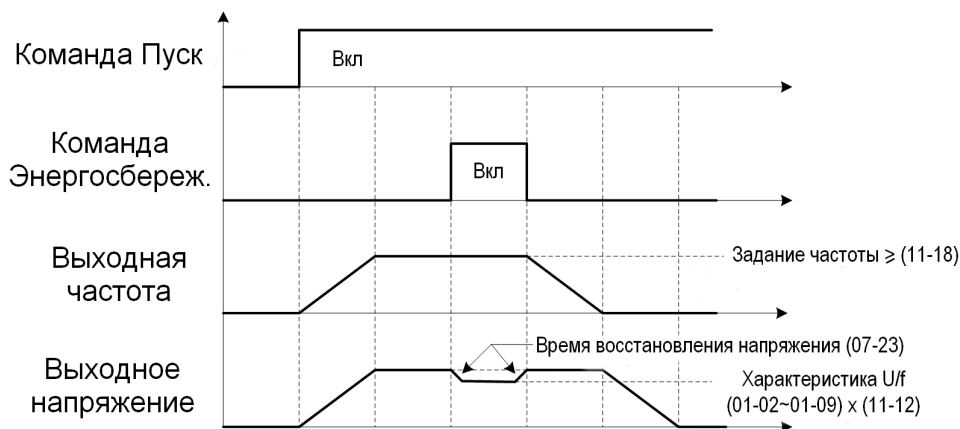 Команда Пуск
Вкл
Команда
Энергосбереж.
Вкл
Выходная
частота
Задание частоты ⩾ (11-18)
Выходное
напряжение
Время восстановления напряжения (07-23)
Характеристика U/f
(01-02~01-09) x (11-12)